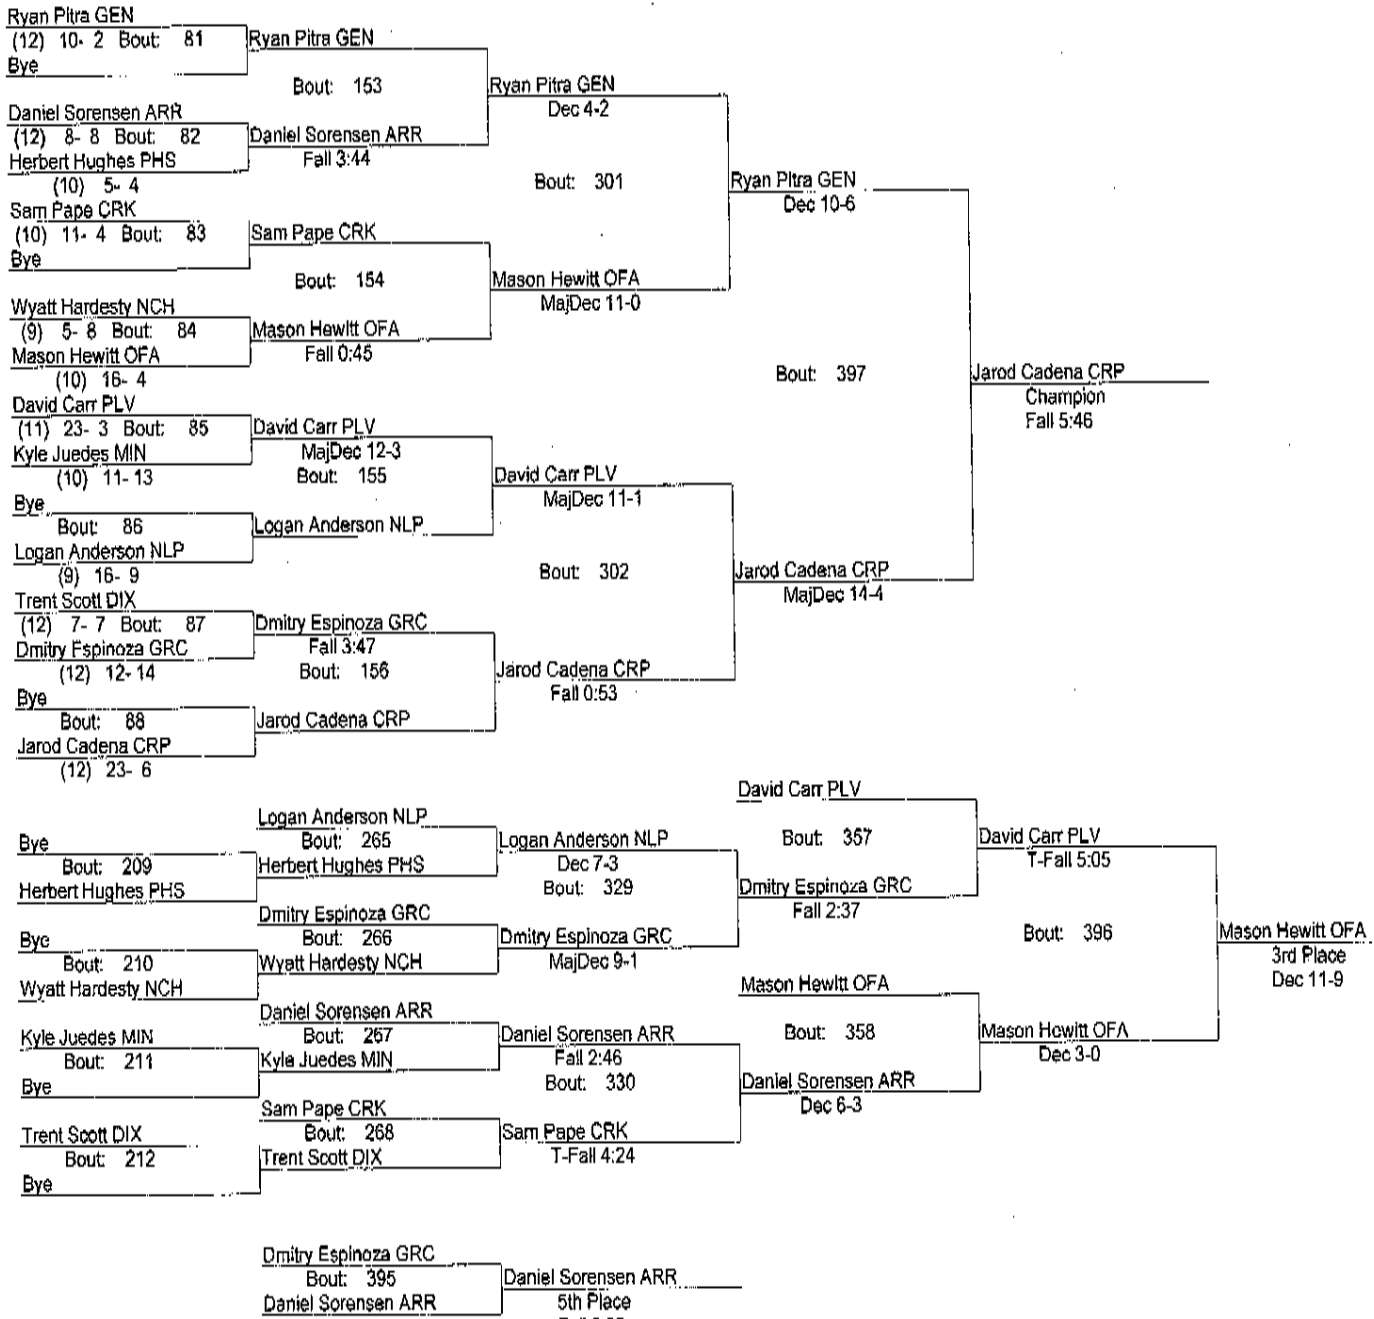 Ryan Pitra GEN
(12) 10- 2 Bout: 81
Bye
Ryan Pitra GEN
Bout: 153
Daniel Sorensen ARR
(12) 8- 8 Bout: 82
Herbert Hughes PHS
(10) 5- 4
Daniel Sorensen ARR
Fall 3:44
Ryan Pitra GEN
Dec 4-2
Bout: 301
Sam Pape CRK
(10) 11- 4 Bout: 83
Bye
Sam Pape CRK
Bout: 154
Wyatt Hardesty NCH
(9) 5- 8 Bout: 84
Mason Hewitt OFA
(10) 16- 4
Mason Hewitt OFA
Fall 0:45
Mason Hewitt OFA
MajDec 11-0
Ryan Pitra GEN
Dec 10-6
Bout: 397
David Carr PLV
(11) 23- 3 Bout: 85
Kyle Juedes MIN
(10) 11- 13
David Carr PLV
MajDec 12-3
Bout: 155
Bye
Bout: 86
Logan Anderson NLP
(9) 16- 9
Logan Anderson NLP
David Carr PLV
MajDec 11-1
Bout: 302
Trent Scott DIX
(12) 7- 7 Bout: 87
Dmitry Espinoza GRC
(12) 12- 14
Dmitry Espinoza GRC
Fall 3:47
Bout: 156
Bye
Bout: 88
Jarod Cadena CRP
(12) 23- 6
Jarod Cadena CRP
Jarod Cadena CRP
Fall 0:53
Jarod Cadena CRP
MajDec 14-4
Jarod Cadena CRP
Champion
Fall 5:46
Bye
Bout: 209
Herbert Hughes PHS
Logan Anderson NLP
Bout: 265
Herbert Hughes PHS
Logan Anderson NLP
Dec 7-3
Bout: 329
Bye
Bout: 210
Wyatt Hardesty NCH
Dmitry Espinoza GRC
Bout: 266
Wyatt Hardesty NCH
Dmitry Espinoza GRC
MajDec 9-1
David Carr PLV
Bout: 357
Dmitry Espinoza GRC
Fall 2:37
David Carr PLV
T-Fall 5:05
Bout: 396
Kyle Juedes MIN
Bout: 211
Bye
Daniel Sorensen ARR
Bout: 267
Kyle Juedes MIN
Daniel Sorensen ARR
Fall 2:46
Bout: 330
Trent Scott DIX
Bout: 212
Bye
Sam Pape CRK
Bout: 268
Trent Scott DIX
Sam Pape CRK
T-Fall 4:24
Mason Hewitt OFA
Bout: 358
Daniel Sorensen ARR
Dec 6-3
Mason Hewitt OFA
Dec 3-0
Mason Hewitt OFA
3rd Place
Dec 11-9
Dmitry Espinoza GRC
Bout: 395
Daniel Sorensen ARR
Daniel Sorensen ARR
5th Place